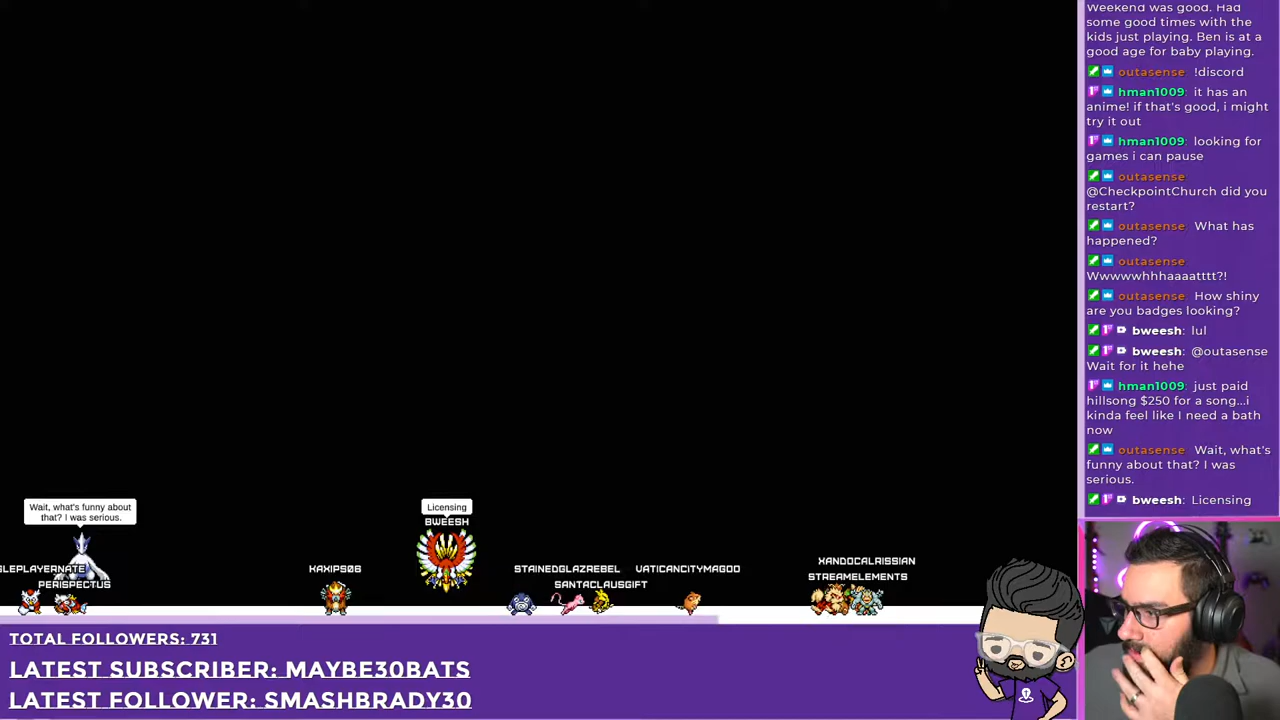 Weekend was good. Had
some good times with the
kids just playing. Ben is at a
good age for baby playing.
outasense: !discord
hman1009: it has an
anime! if that's good, i might
try it out
hman1009: looking for
games i can pause
outasense:
@CheckpointChurch did you
restart?
outasense: What has
happened?
outasense:
Wwwwwhhhaaaatttt?!
outasense: How shiny
are you badges looking?
bweesh: lul
bweesh: @outasense
Wait for it hehe
hman1009: just paid
hillsong $250 for a song...i
kinda feel like I need a bath
now
outasense: Wait, what's
funny about that? I was
serious.
bweesh: Licensing
Wait, what's funny about
that? I was serious.
Licensing
BWEESH
SLEPLAYERNATE
PERISPECTUS
KAXIPS06
STAINEDGLAZREBEL
SANTACLAUSGIFT
VATICANCITYMAGOO
XANDOCALRISSIAN
STREAMELEMENTS
TOTAL FOLLOWERS: 731
LATEST SUBSCRIBER: MAYBE30BATS
LATEST FOLLOWER: SMASHBRADY30